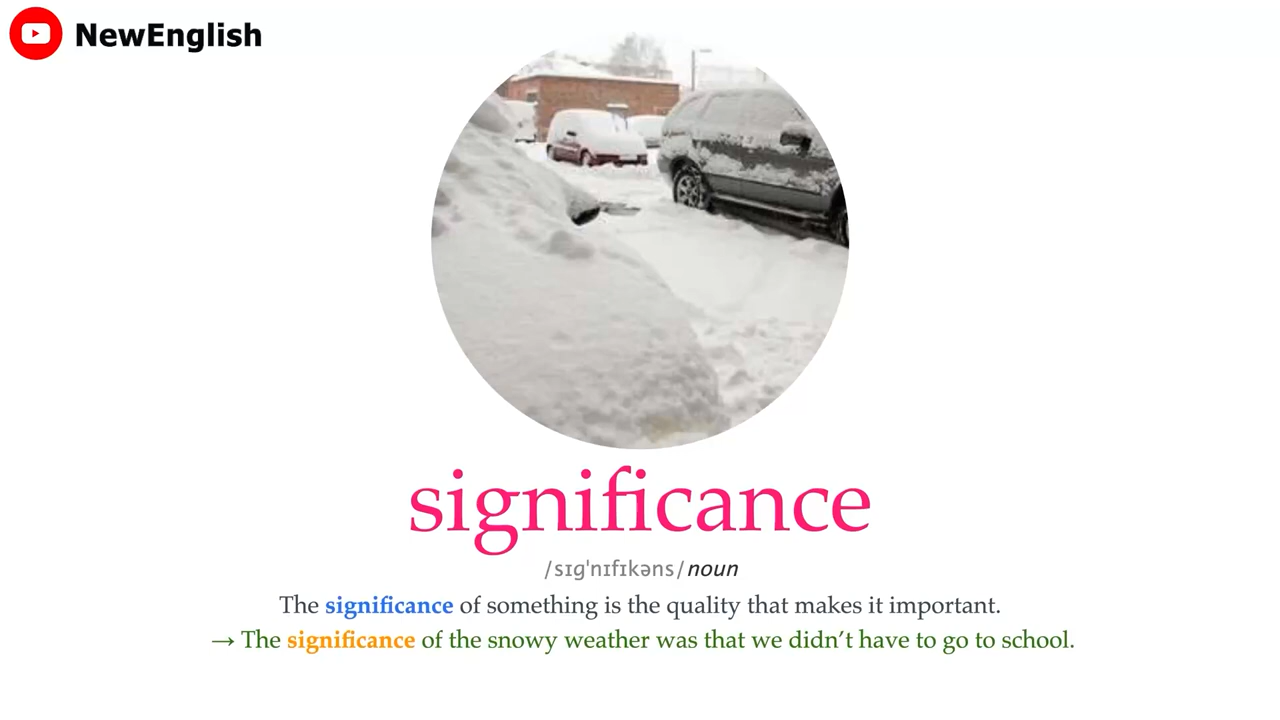 NewEnglish
significance
/sɪɡˈnɪfɪkəns/noun
The significance of something is the quality that makes it important.
→ The significance of the snowy weather was that we didn’t have to go to school.